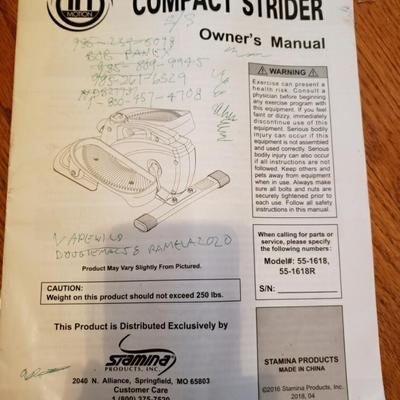 MOTION
COMPACT STRIDER
Owner's Manual
WARNING
Exercise can present a
health risk. Consult a
physician before beginning
any exercise program with
this equipment. If you feel
faint or dizzy, immediately
discontinue use of this
equipment. Serious bodily
injury can occur if this
equipment is not assembled
and used correctly. Serious
bodily injury can also occur
if all instructions are not
followed. Keep others and
pets away from equipment
when in use. Always make
sure all bolts and nuts are
securely tightened prior to
each use. Follow all safety
instructions in this manual.
Product May Vary Slightly From Pictured.
CAUTION:
Weight on this product should not exceed 250 lbs.
When calling for parts or
service, please specify
the following numbers:
Model#: 55-1618,
55-1618R
S/N:
This Product is Distributed Exclusively by
STAMINA
PRODUCTS, INC.
2040 N. Alliance, Springfield, MO 65803
Customer Care
1 (800) 375-7520
STAMINA PRODUCTS
MADE IN CHINA
©2016 Stamina Products, Inc.
2018, 04